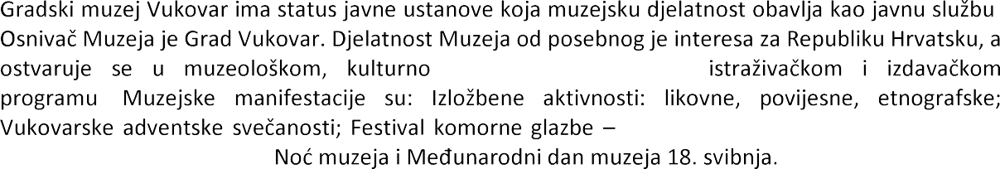 Gradski muzej Vukovar ima status javne ustanove koja muzejsku djelatnost obavlja kao javnu službu
Osnivač Muzeja je Grad Vukovar. Djelatnost Muzeja od posebnog je interesa za Republiku Hrvatsku, a
ostvaruje se u muzeološkom, kulturno istraživačkom i izdavačkom
programu Muzejske manifestacije su: Izložbene aktivnosti: likovne, povijesne, etnografske;
Vukovarske adventske svečanosti; Festival komorne glazbe –
Noć muzeja i Međunarodni dan muzeja 18. svibnja.